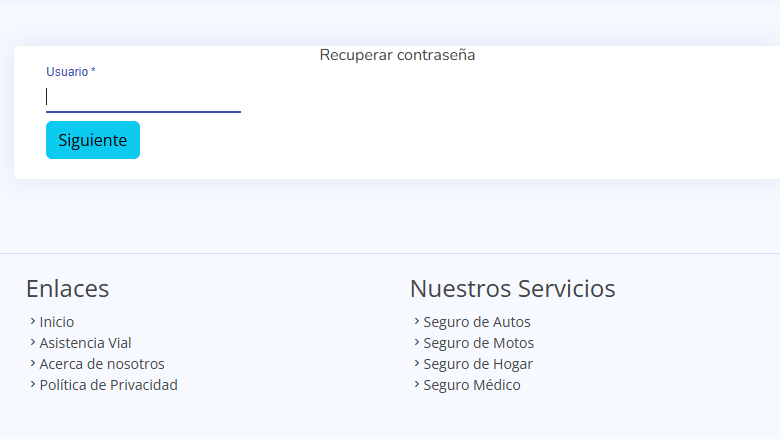 Recuperar contraseña
Usuario *
Siguiente
Enlaces
Inicio
Asistencia Vial
Acerca de nosotros
Política de Privacidad
Nuestros Servicios
Seguro de Autos
Seguro de Motos
Seguro de Hogar
Seguro Médico